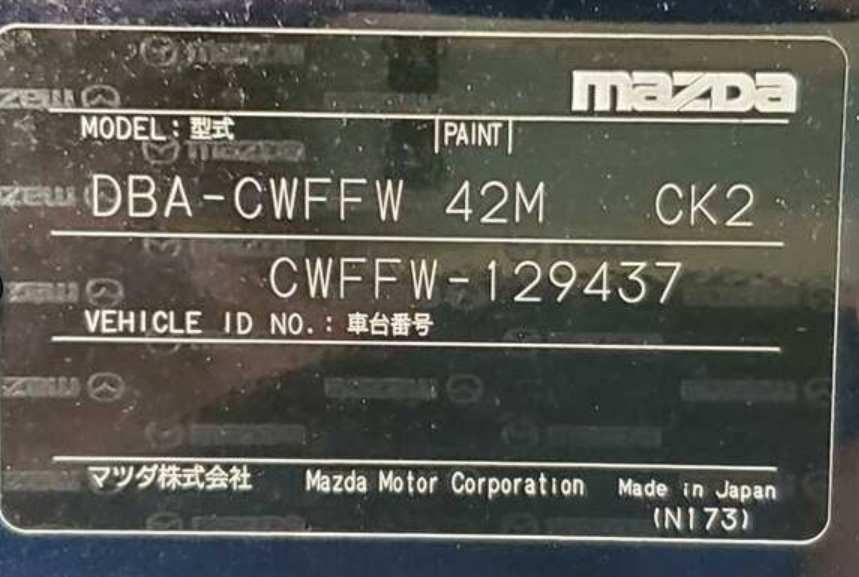 mazda
MODEL: 型式 PAINT
DBA-CWFFW 42M CK2
CWFFW-129437
VEHICLE ID NO.: 車台番号
マツダ株式会社 Mazda Motor Corporation Made in Japan
(N173)